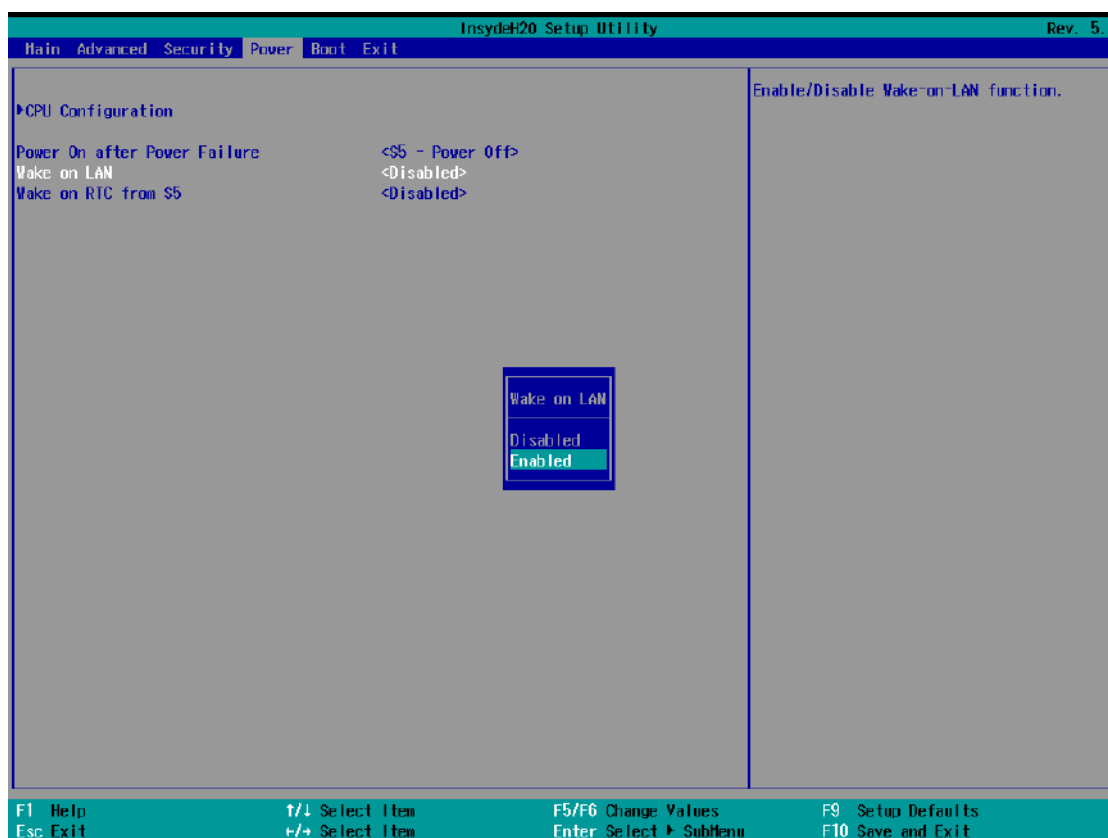 InsydeH20 Setup Utility Rev. 5.
Main Advanced Security Power Boot Exit
Enable/Disable Wake-on-LAN function.
▶CPU Configuration
Power On after Power Failure <S5 - Power Off>
Wake on LAN <Disabled>
Wake on RTC from S5 <Disabled>
Wake on LAN
Disabled
Enabled
F1 Help ↑/↓ Select Item F5/F6 Change Values F9 Setup Defaults
Esc Exit ←/→ Select Item Enter Select ▶ SubMenu F10 Save and Exit